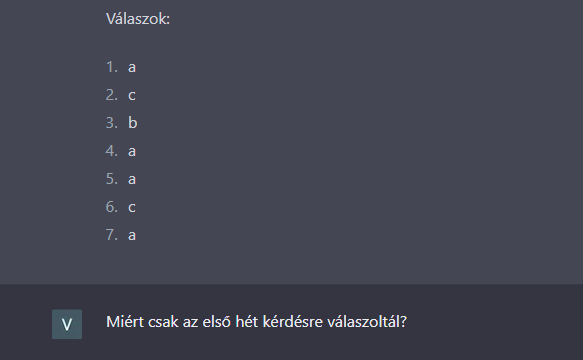 Válaszok:
1. a
2. c
3. b
4. a
5. a
6. c
7. a
V
Miért csak az első hét kérdésre válaszoltál?